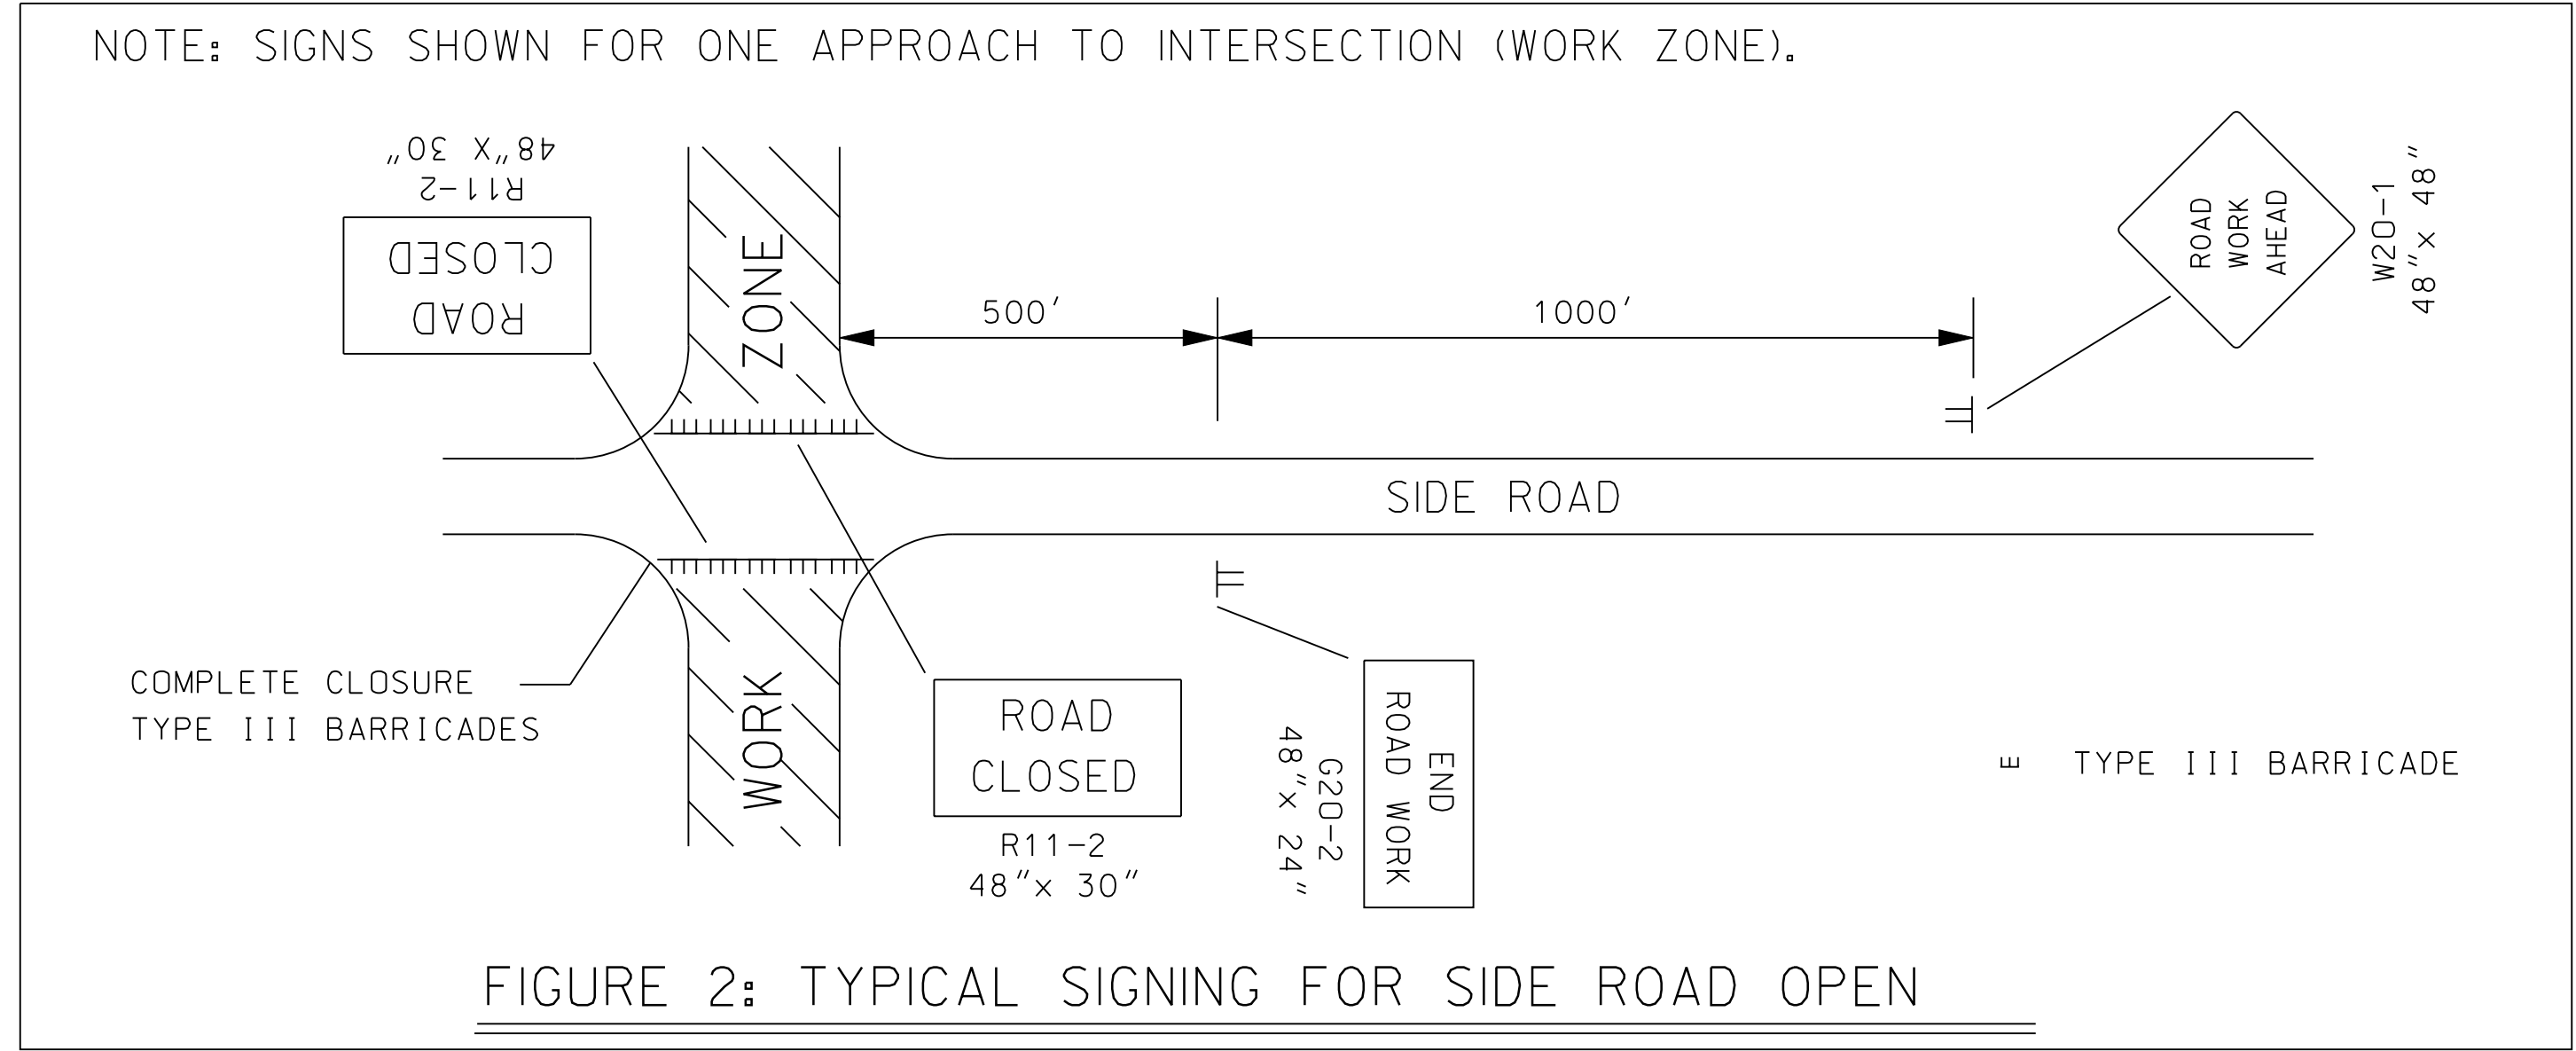 NOTE: SIGNS SHOWN FOR ONE APPROACH TO INTERSECTION (WORK ZONE).
R11-2
48"X 30"
ROAD
CLOSED
ZONE
500'
1000'
ROAD
WORK
AHEAD
W20-1
48"x 48"
SIDE ROAD
COMPLETE CLOSURE
TYPE III BARRICADES
WORK
ROAD
CLOSED
R11-2
48"x 30"
END
ROAD WORK
G20-2
48"x 24"
E TYPE III BARRICADE
FIGURE 2: TYPICAL SIGNING FOR SIDE ROAD OPEN